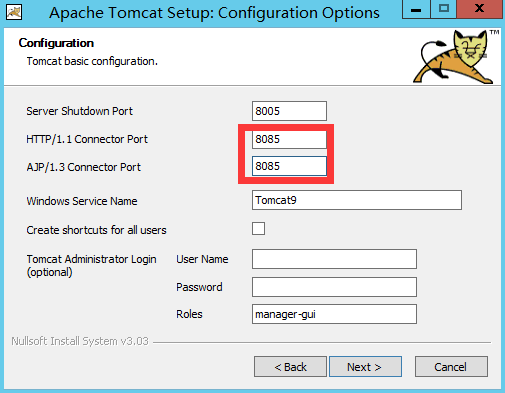 Apache Tomcat Setup: Configuration Options
Configuration
Tomcat basic configuration.
TM
Server Shutdown Port 8005
HTTP/1.1 Connector Port 8085
AJP/1.3 Connector Port 8085
Windows Service Name Tomcat9
Create shortcuts for all users
Tomcat Administrator Login User Name
(optional)
Password
Roles manager-gui
Nullsoft Install System v3.03
< Back Next > Cancel